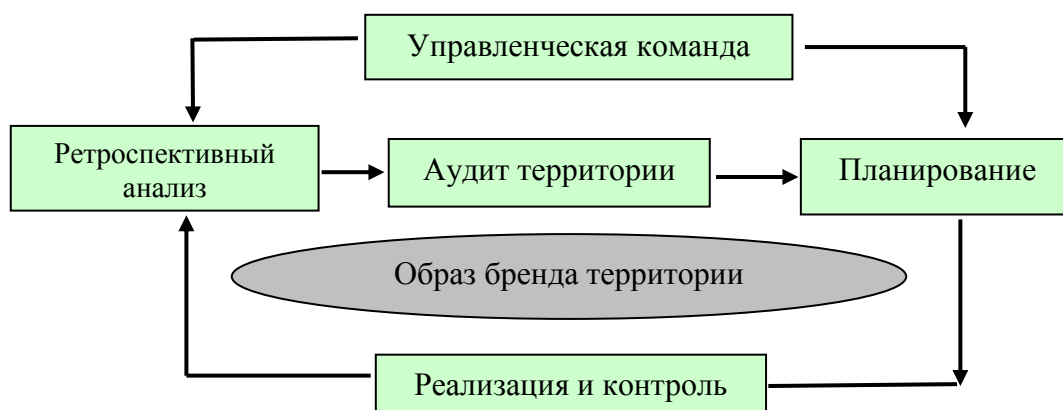 Управленческая команда
Ретроспективный
анализ
Аудит территории
Планирование
Образ бренда территории
Реализация и контроль